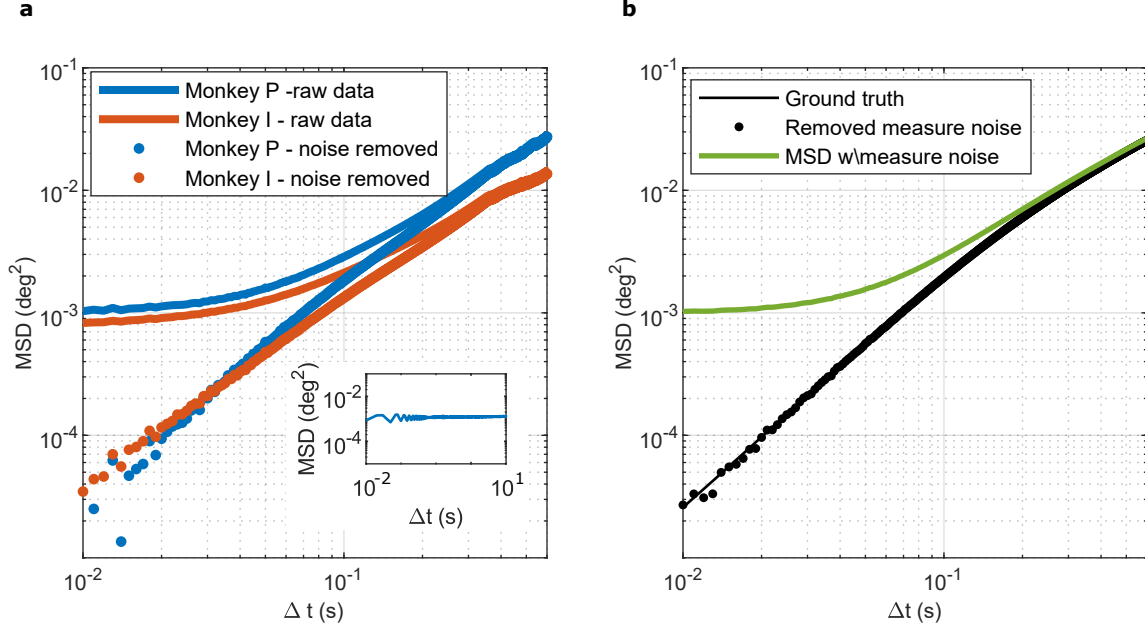 a
10^-1
10^-2
10^-3
10^-4
MSD (deg^2)
Monkey P -raw data
Monkey I - raw data
Monkey P - noise removed
Monkey I - noise removed
MSD (deg^2)
10^-2
10^-4
10^-2
10^1
Δt (s)
10^-2
10^-1
Δ t (s)
b
10^-1
10^-2
10^-3
10^-4
MSD (deg^2)
Ground truth
Removed measure noise
MSD w\measure noise
10^-2
10^-1
Δ t (s)